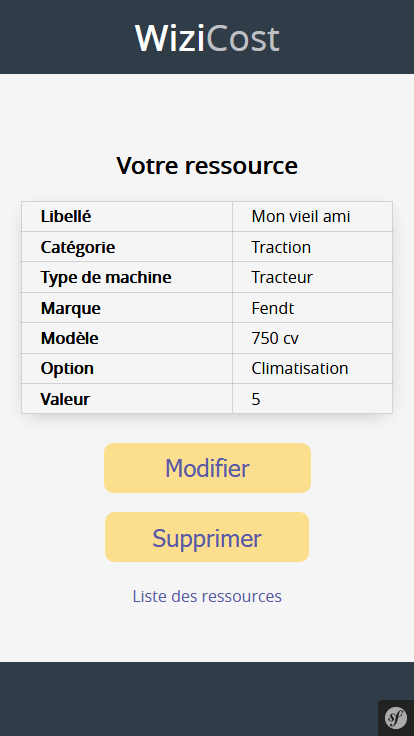 WiziCost
Votre ressource
Libellé Mon vieil ami
Catégorie Traction
Type de machine Tracteur
Marque Fendt
Modèle 750 cv
Option Climatisation
Valeur 5
Modifier
Supprimer
Liste des ressources
sf